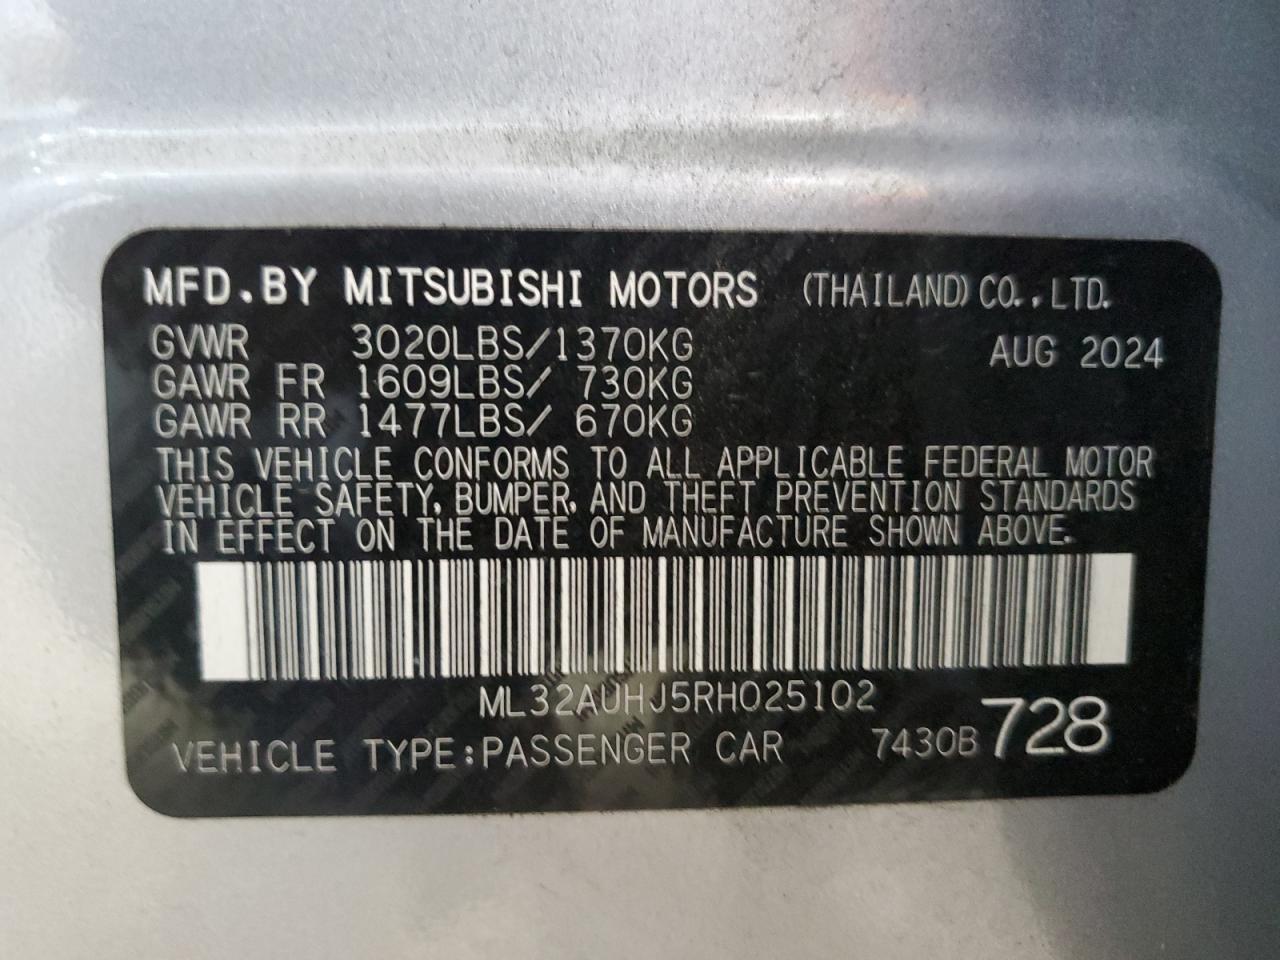 MFD.BY MITSUBISHI MOTORS (THAILAND) CO.,LTD.
GVWR 3020LBS/1370KG AUG 2024
GAWR FR 1609LBS/ 730KG
GAWR RR 1477LBS/ 670KG
THIS VEHICLE CONFORMS TO ALL APPLICABLE FEDERAL MOTOR
VEHICLE SAFETY, BUMPER, AND THEFT PREVENTION STANDARDS
IN EFFECT ON THE DATE OF MANUFACTURE SHOWN ABOVE.
ML32AUHJ5RH025102
VEHICLE TYPE:PASSENGER CAR 7430B 728